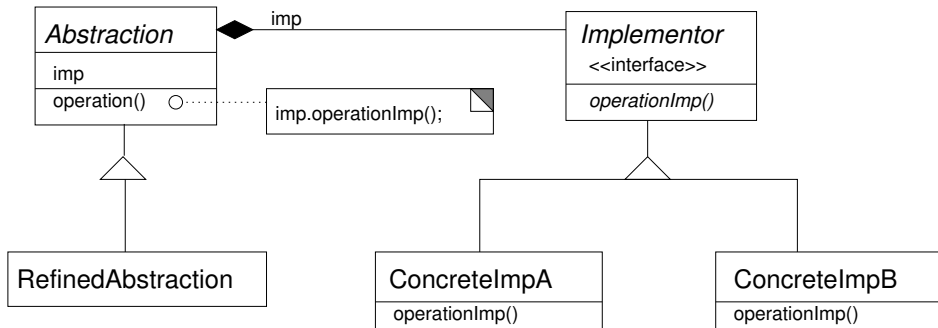 Abstraction
imp
operation()
imp
imp.operationImp();
Implementor
<<interface>>
operationImp()
RefinedAbstraction
ConcreteImpA
operationImp()
ConcreteImpB
operationImp()